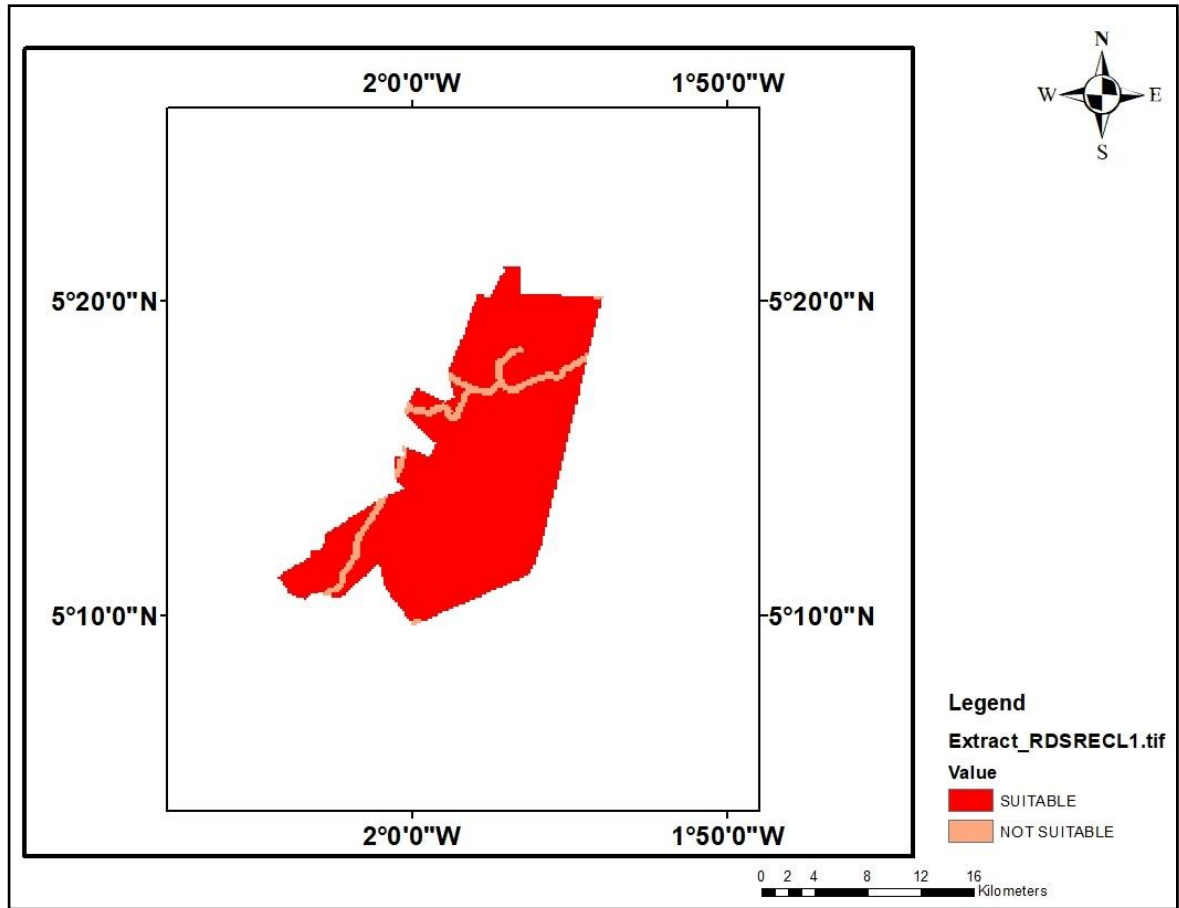 N
W E
S
2°0'0"W 1°50'0"W
5°20'0"N 5°20'0"N
5°10'0"N 5°10'0"N
2°0'0"W 1°50'0"W
Legend
Extract_RDSRECL1.tif
Value
SUITABLE
NOT SUITABLE
0 2 4 8 12 16
Kilometers